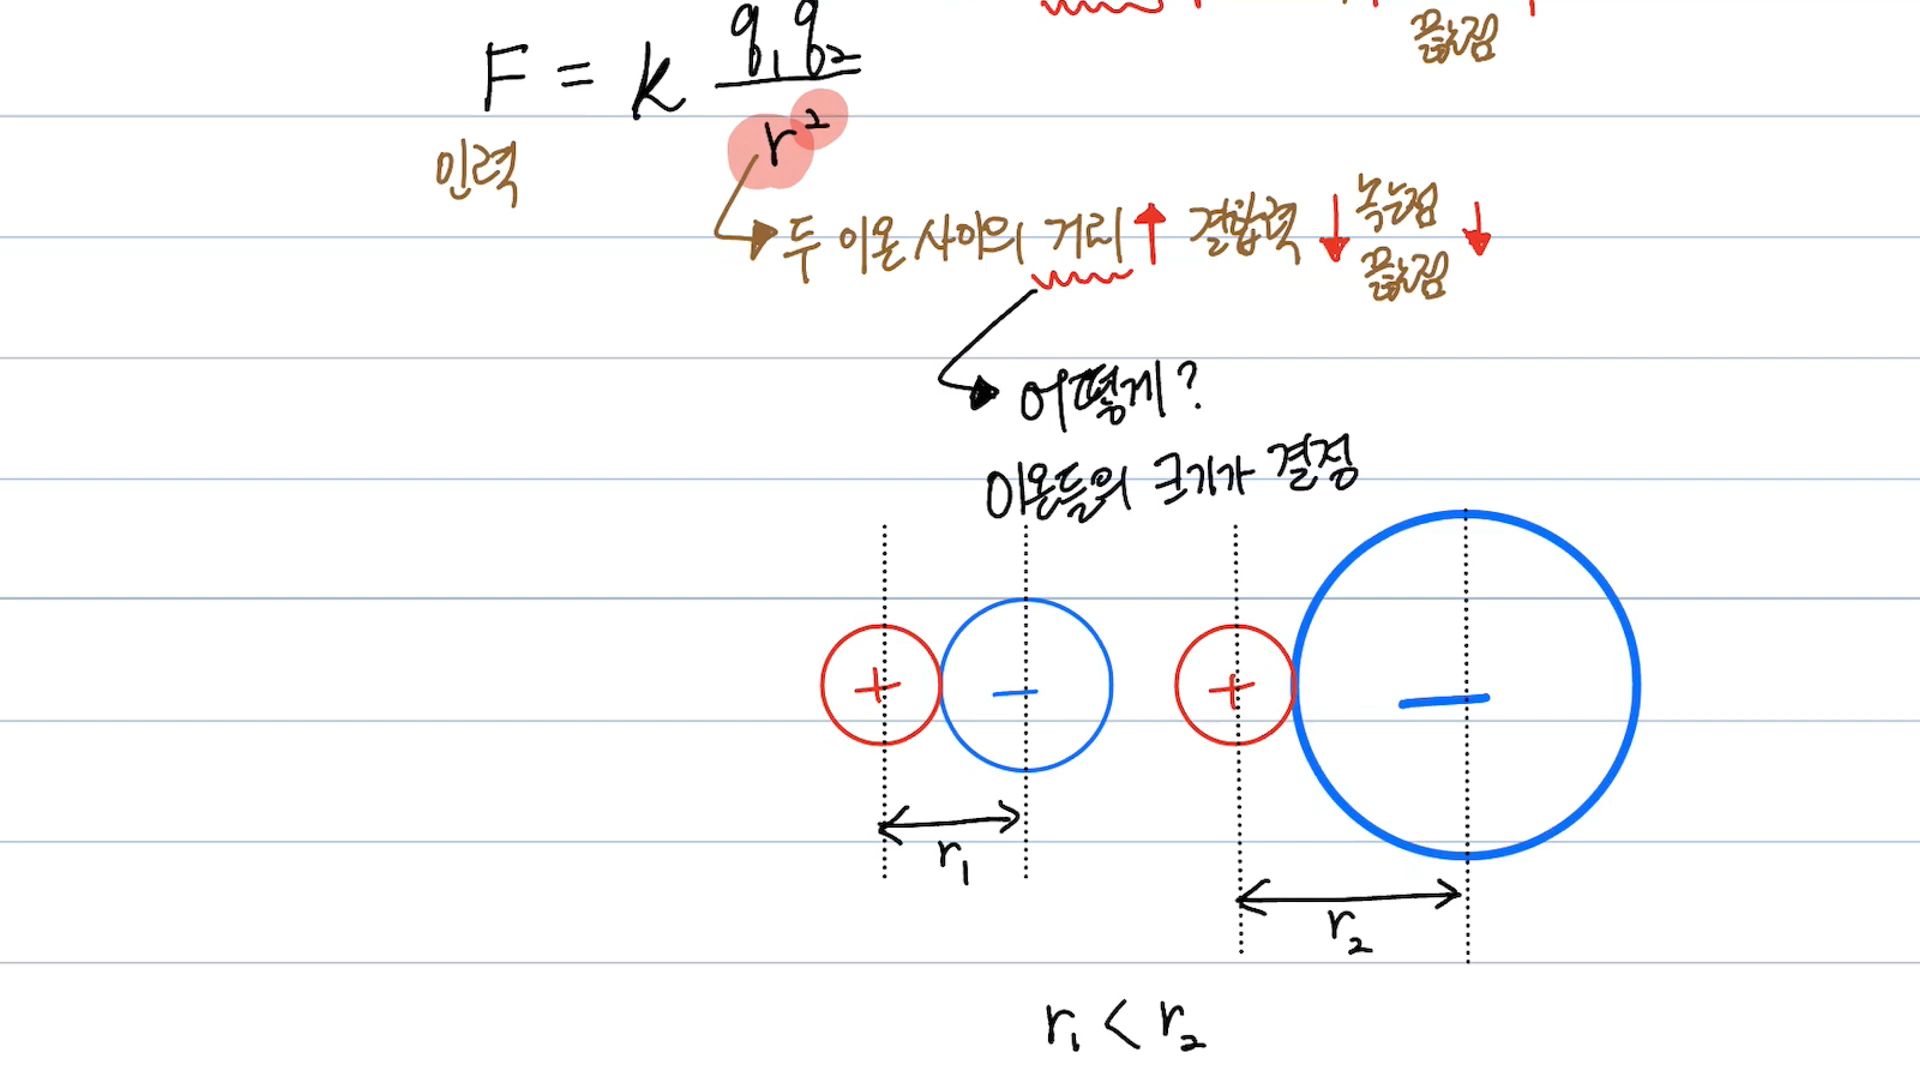 끓는점
F = k q₁q₂ / r²
인력
두 이온 사이의 거리 ↑ 결합력 ↓ 녹는점 끓는점 ↓
어떻게?
이온들의 크기가 결정
+ − + −
r₁
r₂
r₁ < r₂